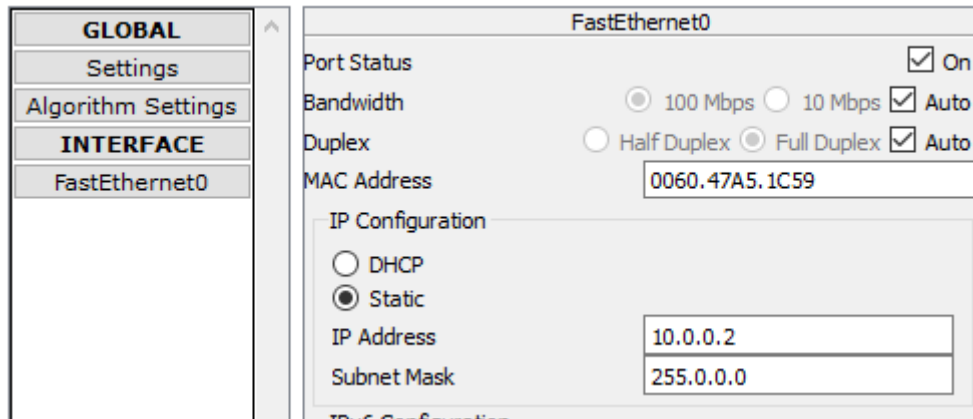 GLOBAL
Settings
Algorithm Settings
INTERFACE
FastEthernet0
FastEthernet0
Port Status On
Bandwidth 100 Mbps 10 Mbps Auto
Duplex Half Duplex Full Duplex Auto
MAC Address 0060.47A5.1C59
IP Configuration
DHCP
Static
IP Address 10.0.0.2
Subnet Mask 255.0.0.0
IPv6 Configuration